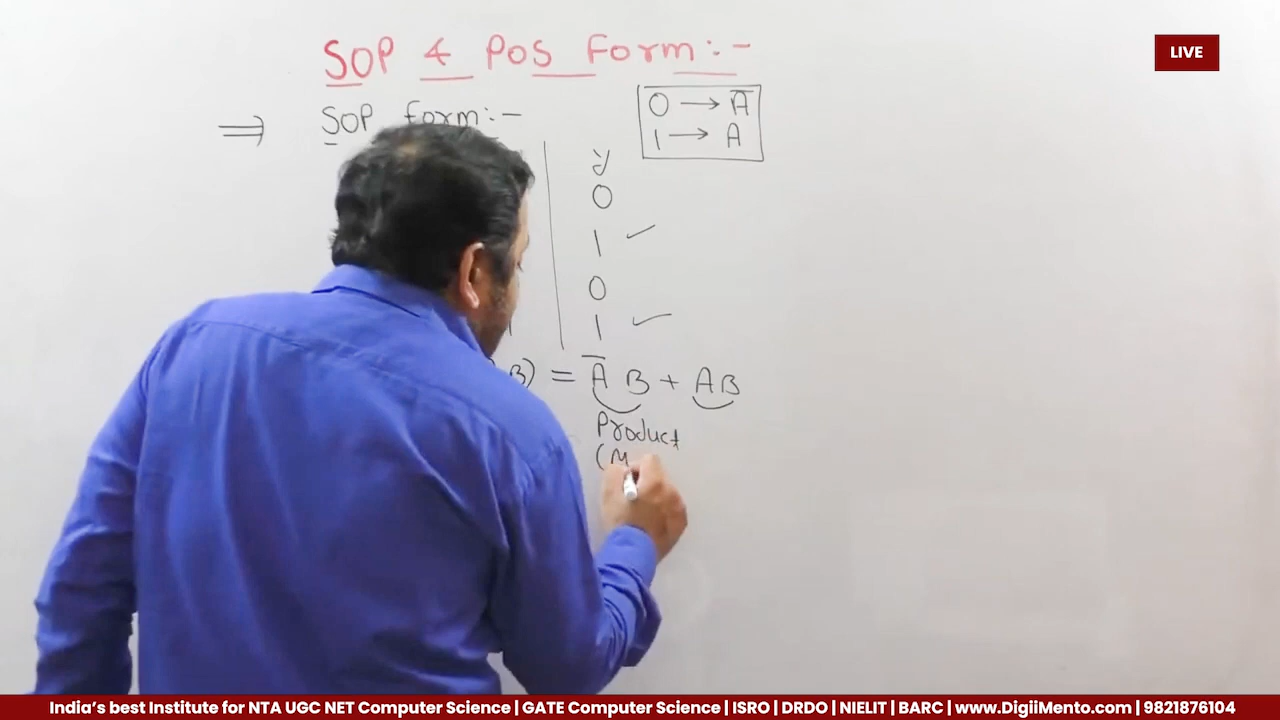 SOP & POS Form:-
LIVE
⇒ SOP form:-
0 → A̅
1 → A
y
0
1 ✓
0
1 ✓
B) = A̅ B + AB
Product
(M
India's best Institute for NTA UGC NET Computer Science | GATE Computer Science | ISRO | DRDO | NIELIT | BARC | www.DigiiMento.com | 9821876104